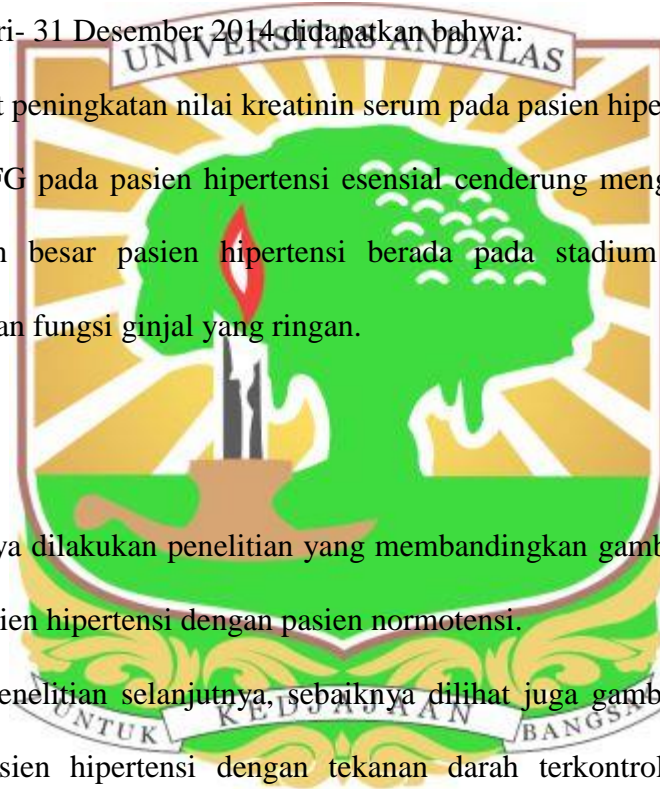 ri- 31 Desember 2014 didapatkan bahwa:
UNIVERSITAS ANDALAS
peningkatan nilai kreatinin serum pada pasien hipe
FG pada pasien hipertensi esensial cenderung meng
besar pasien hipertensi berada pada stadium
an fungsi ginjal yang ringan.
ya dilakukan penelitian yang membandingkan gamb
ien hipertensi dengan pasien normotensi.
enelitian selanjutnya, sebaiknya dilihat juga gamb
UNTUK KEDJAJAAN BANGSA
sien hipertensi dengan tekanan darah terkontrol